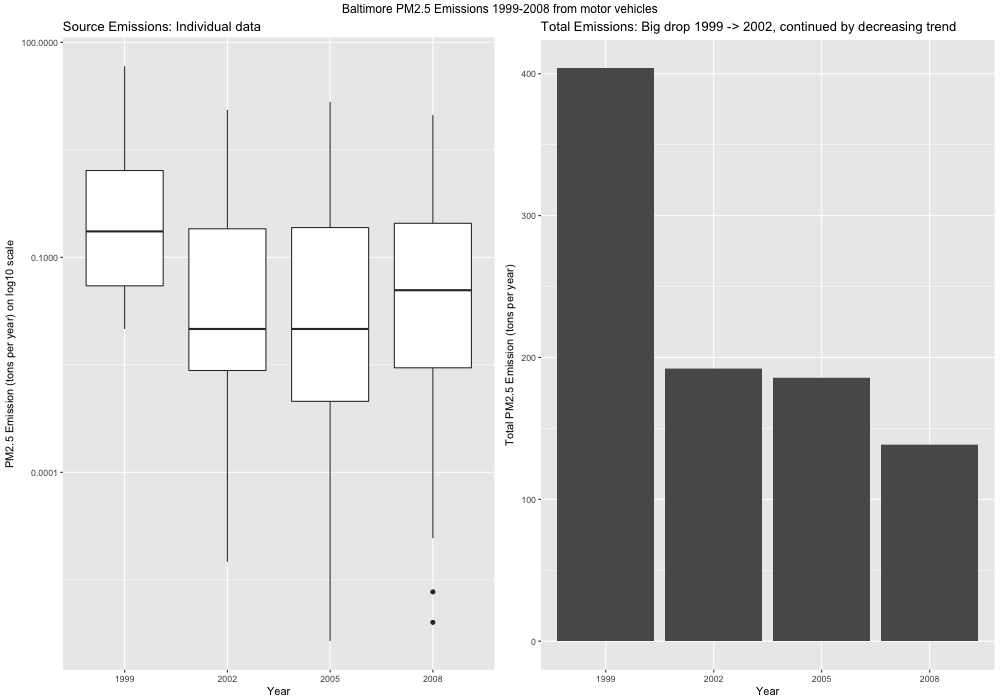 Baltimore PM2.5 Emissions 1999-2008 from motor vehicles
Source Emissions: Individual data
100.0000
0.1000
0.0001
PM2.5 Emission (tons per year) on log10 scale
1999
2002
2005
2008
Year
Total Emissions: Big drop 1999 -> 2002, continued by decreasing trend
400
300
200
100
0
Total PM2.5 Emission (tons per year)
1999
2002
2005
2008
Year